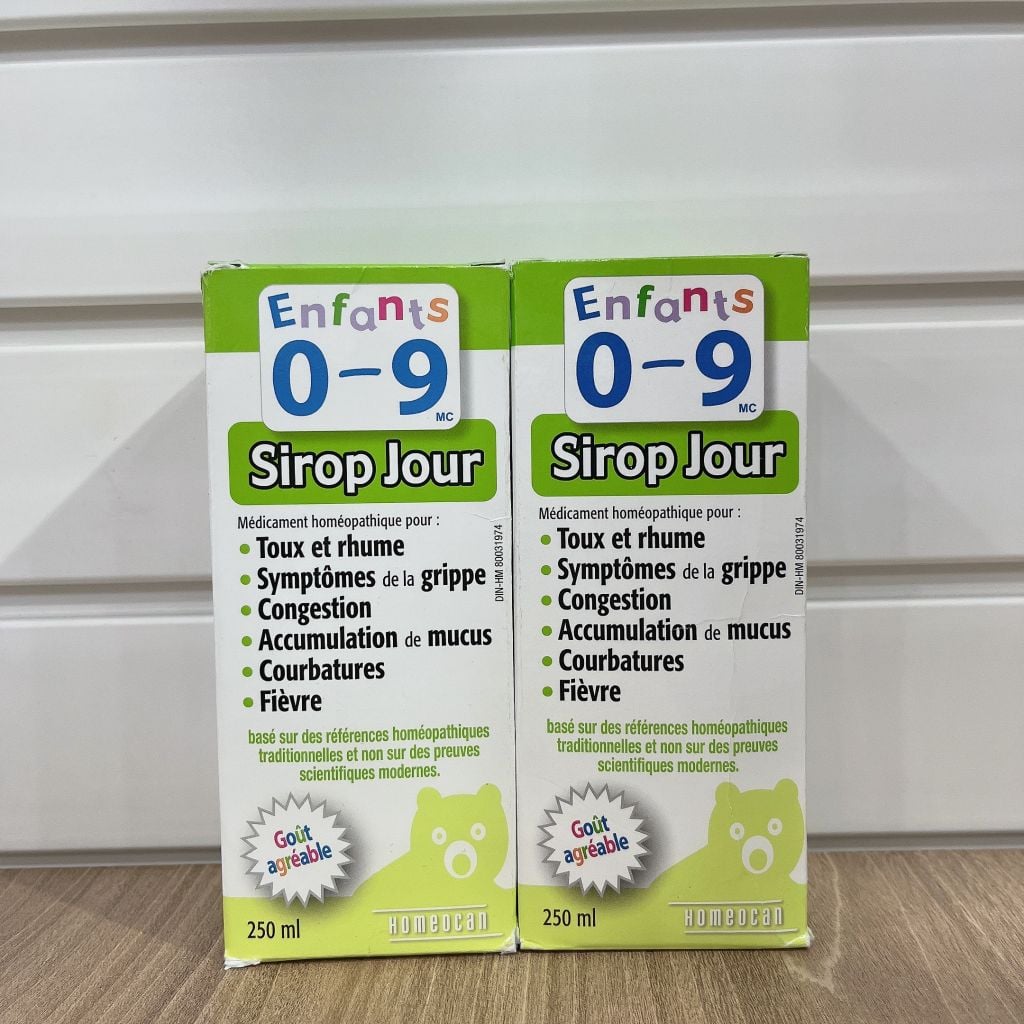 Enfants
0-9
MC
Sirop Jour
Médicament homéopathique pour :
• Toux et rhume
• Symptômes de la grippe
• Congestion
• Accumulation de mucus
• Courbatures
• Fièvre
DIN-HM 80031974
basé sur des références homéopathiques
traditionnelles et non sur des preuves
scientifiques modernes.
Goût
agréable
250 ml
HOMEOCAN
Enfants
0-9
MC
Sirop Jour
Médicament homéopathique pour :
• Toux et rhume
• Symptômes de la grippe
• Congestion
• Accumulation de mucus
• Courbatures
• Fièvre
DIN-HM 80031974
basé sur des références homéopathiques
traditionnelles et non sur des preuves
scientifiques modernes.
Goût
agréable
250 ml
HOMEOCAN